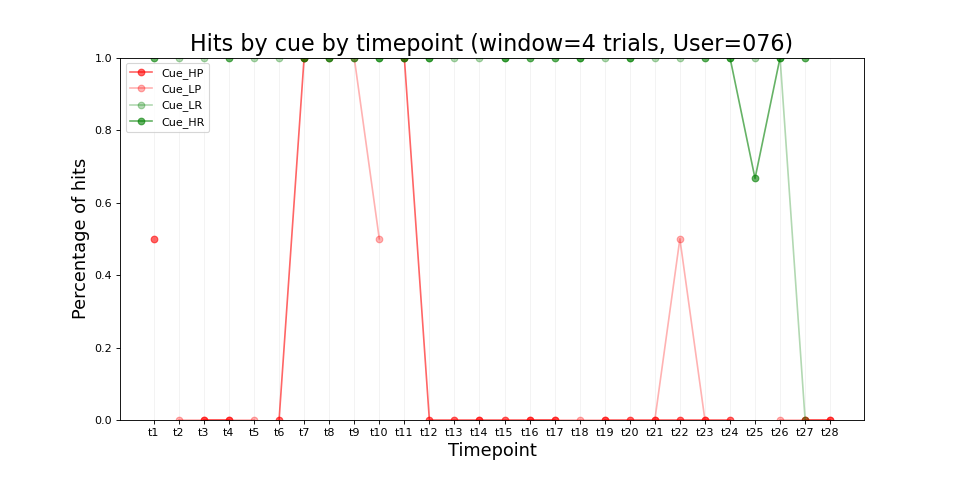 Hits by cue by timepoint (window=4 trials, User=076)
1.0
0.8
0.6
0.4
0.2
0.0
Percentage of hits
Cue_HP
Cue_LP
Cue_LR
Cue_HR
t1 t2 t3 t4 t5 t6 t7 t8 t9 t10 t11 t12 t13 t14 t15 t16 t17 t18 t19 t20 t21 t22 t23 t24 t25 t26 t27 t28
Timepoint